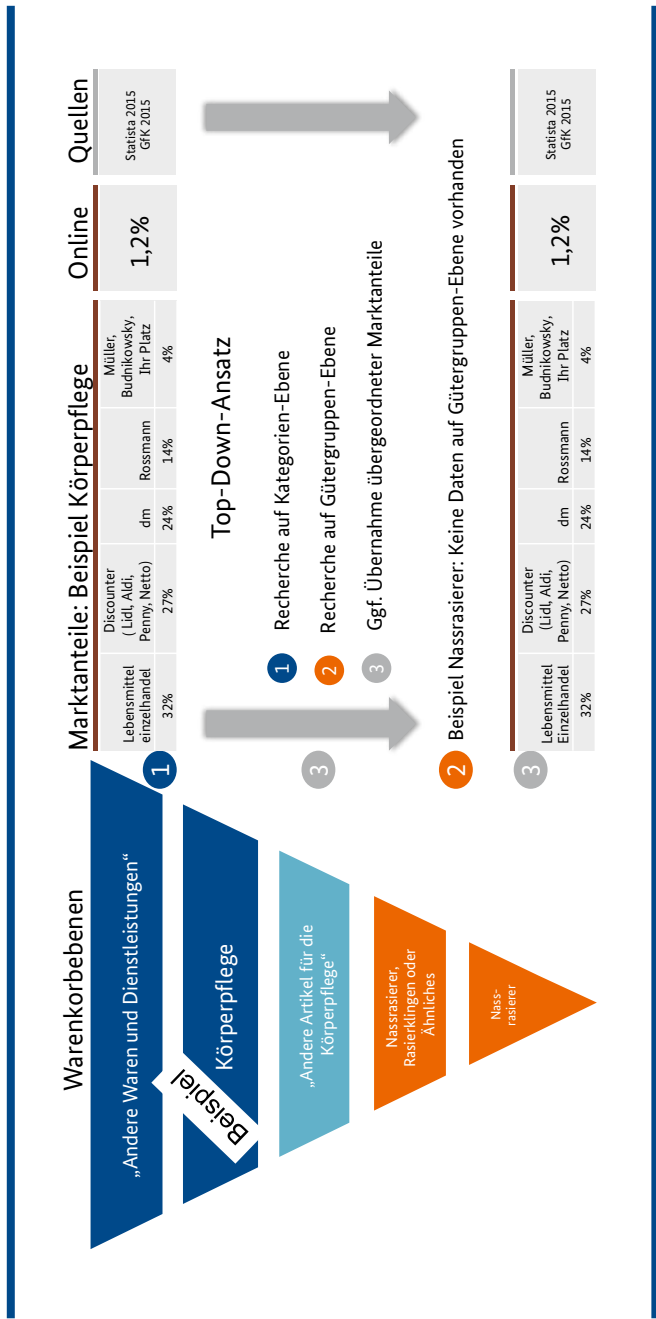 Warenkorbebenen
„Andere Waren und Dienstleistungen“
Beispiel
Körperpflege
„Andere Artikel für die
Körperpflege“
Nassrasierer,
Rasierklingen oder
Ähnliches
Nass-
rasierer
Marktanteile: Beispiel Körperpflege
Online
Quellen
Lebensmittel
einzelhandel
Discounter
( Lidl, Aldi,
Penny, Netto)
dm
Rossmann
Müller,
Budnikowsky,
Ihr Platz
32%
27%
24%
14%
4%
1,2%
Statista 2015
GfK 2015
1
Top-Down-Ansatz
3
1 Recherche auf Kategorien-Ebene
2 Recherche auf Gütergruppen-Ebene
3 Ggf. Übernahme übergeordneter Marktanteile
2 Beispiel Nassrasierer: Keine Daten auf Gütergruppen-Ebene vorhanden
3
Lebensmittel
Einzelhandel
Discounter
( Lidl, Aldi,
Penny, Netto)
dm
Rossmann
Müller,
Budnikowsky,
Ihr Platz
32%
27%
24%
14%
4%
1,2%
Statista 2015
GfK 2015